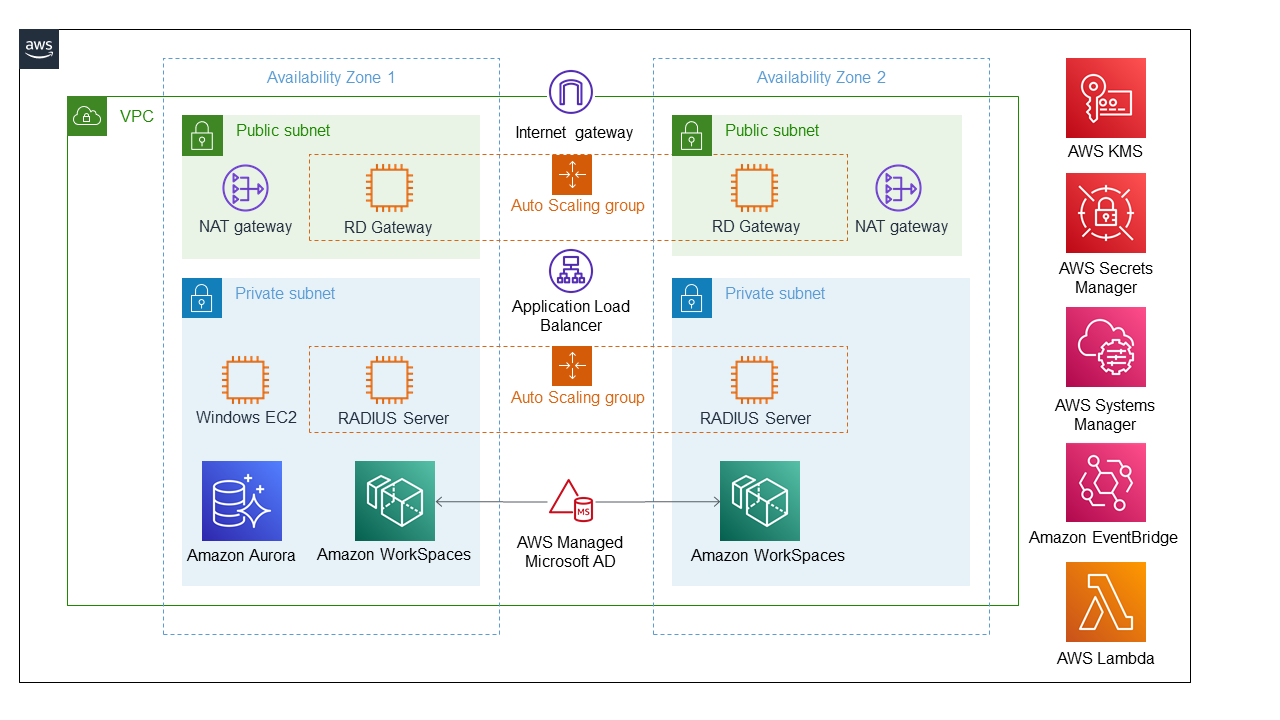 aws
Availability Zone 1
Availability Zone 2
VPC
Public subnet
Internet gateway
Public subnet
AWS KMS
NAT gateway
RD Gateway
Auto Scaling group
RD Gateway
NAT gateway
AWS Secrets
Manager
Private subnet
Application Load
Balancer
Private subnet
AWS Systems
Manager
Windows EC2
RADIUS Server
Auto Scaling group
RADIUS Server
MS
Amazon Aurora
Amazon WorkSpaces
AWS Managed
Microsoft AD
Amazon WorkSpaces
Amazon EventBridge
AWS Lambda